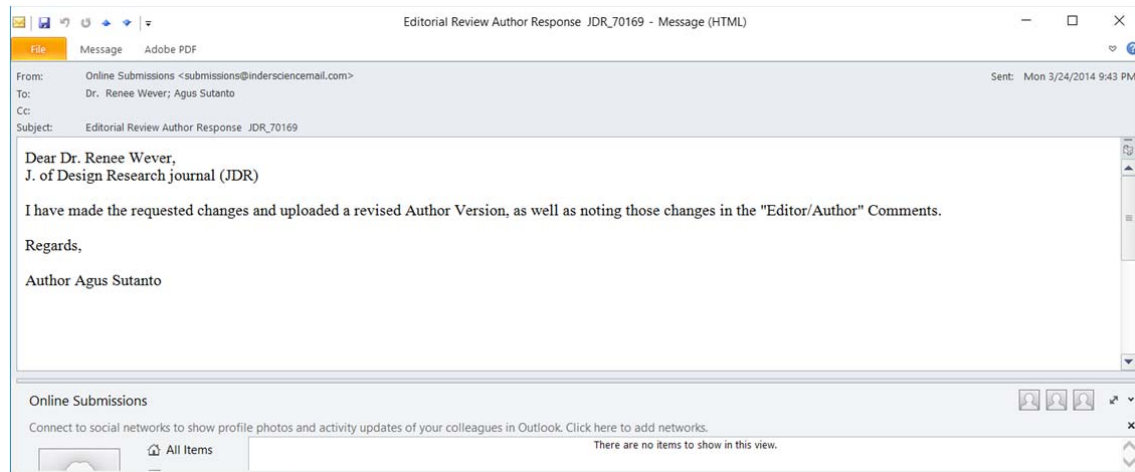 Editorial Review Author Response JDR_70169 - Message (HTML)
File Message Adobe PDF
From: Online Submissions <submissions@indersciencemail.com> Sent: Mon 3/24/2014 9:43 PM
To: Dr. Renee Wever; Agus Sutanto
Cc:
Subject: Editorial Review Author Response JDR_70169
Dear Dr. Renee Wever,
J. of Design Research journal (JDR)
I have made the requested changes and uploaded a revised Author Version, as well as noting those changes in the "Editor/Author" Comments.
Regards,
Author Agus Sutanto
Online Submissions
Connect to social networks to show profile photos and activity updates of your colleagues in Outlook. Click here to add networks.
All Items There are no items to show in this view.